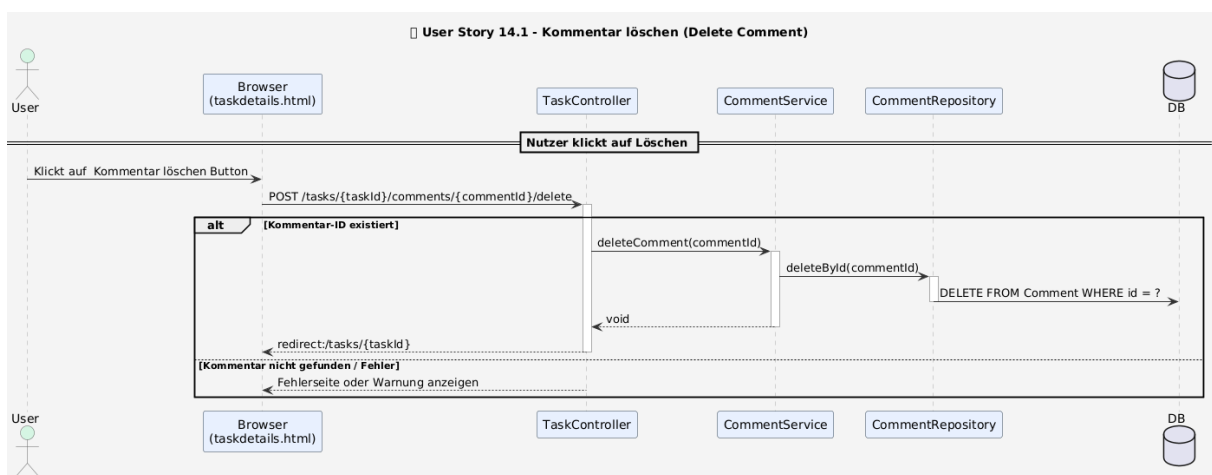 User Story 14.1 - Kommentar löschen (Delete Comment)
User
Browser
(taskdetails.html)
TaskController
CommentService
CommentRepository
DB
Nutzer klickt auf Löschen
Klickt auf Kommentar löschen Button
POST /tasks/{taskId}/comments/{commentId}/delete
alt
[Kommentar-ID existiert]
deleteComment(commentId)
deleteById(commentId)
DELETE FROM Comment WHERE id = ?
void
redirect:/tasks/{taskId}
[Kommentar nicht gefunden / Fehler]
Fehlerseite oder Warnung anzeigen
User
Browser
(taskdetails.html)
TaskController
CommentService
CommentRepository
DB